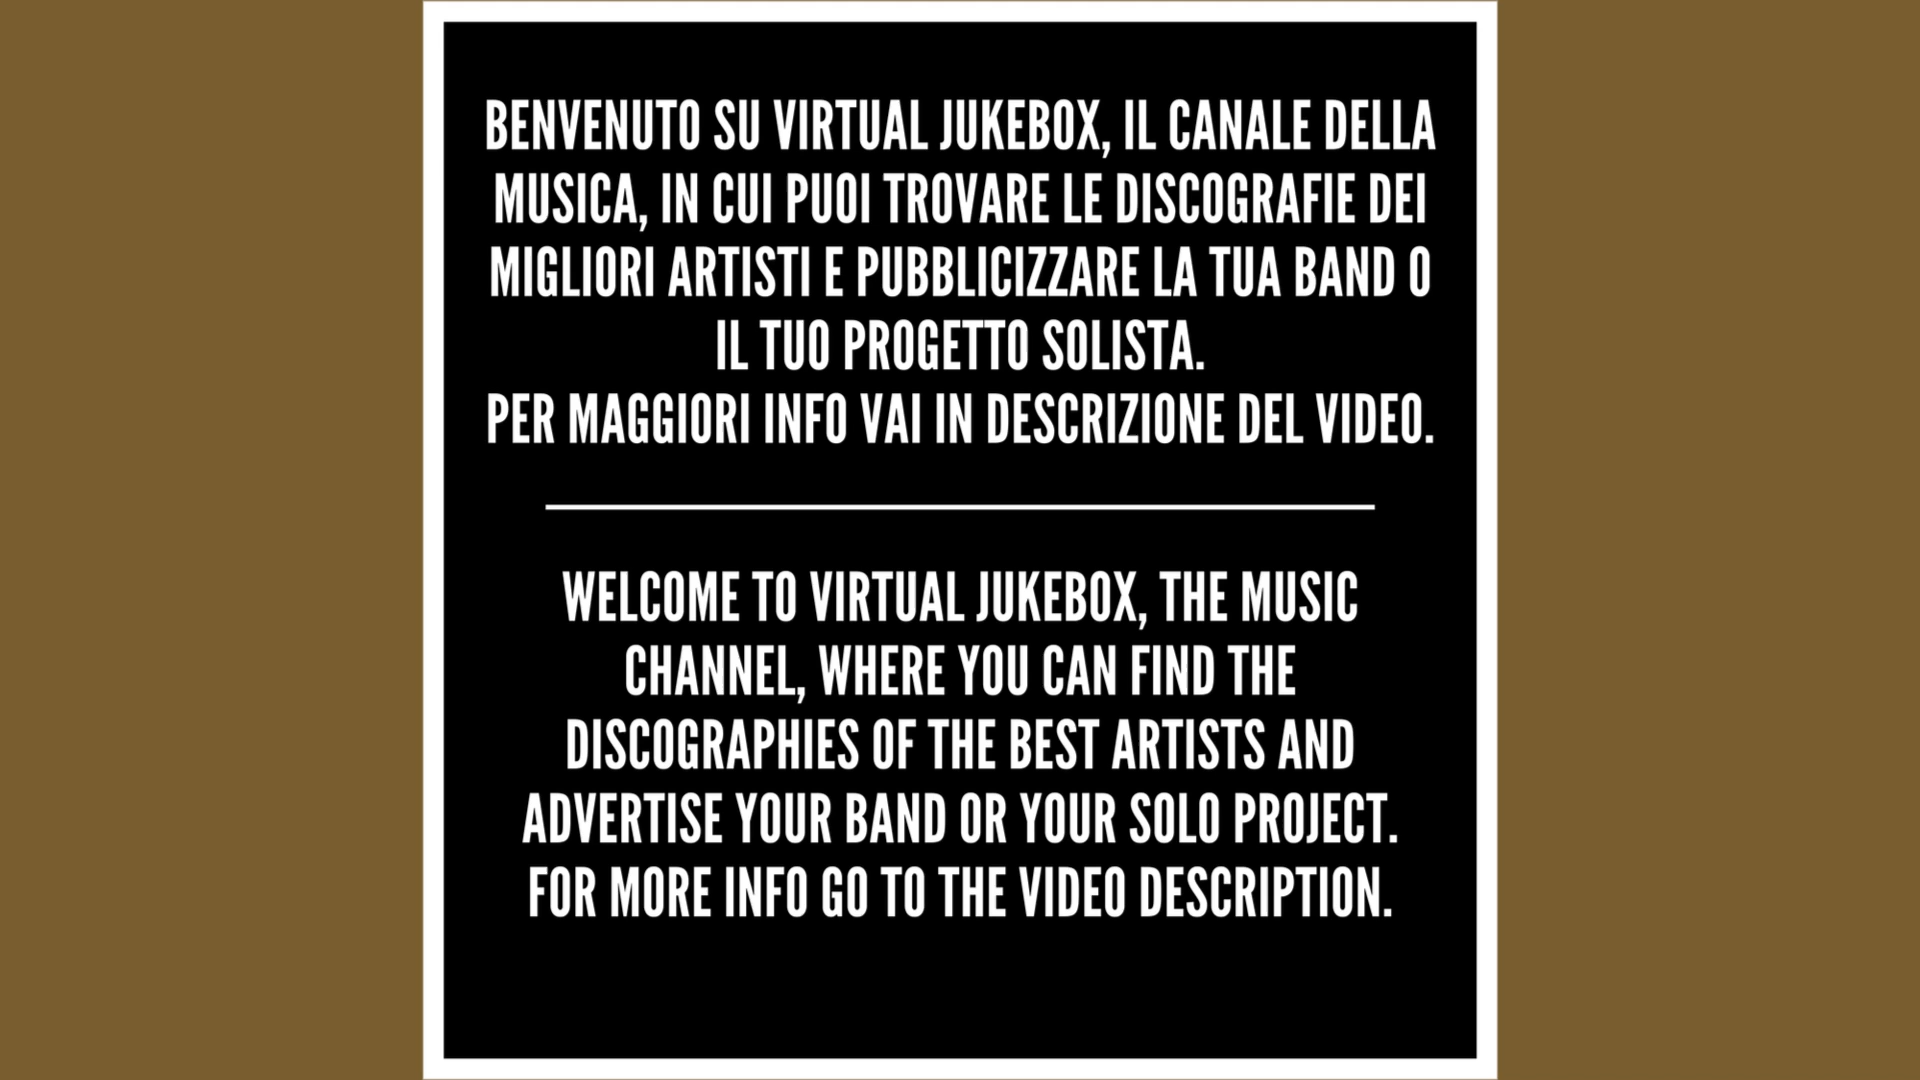 BENVENUTO SU VIRTUAL JUKEBOX, IL CANALE DELLA
MUSICA, IN CUI PUOI TROVARE LE DISCOGRAFIE DEI
MIGLIORI ARTISTI E PUBBLICIZZARE LA TUA BAND O
IL TUO PROGETTO SOLISTA.
PER MAGGIORI INFO VAI IN DESCRIZIONE DEL VIDEO.
WELCOME TO VIRTUAL JUKEBOX, THE MUSIC
CHANNEL, WHERE YOU CAN FIND THE
DISCOGRAPHIES OF THE BEST ARTISTS AND
ADVERTISE YOUR BAND OR YOUR SOLO PROJECT.
FOR MORE INFO GO TO THE VIDEO DESCRIPTION.